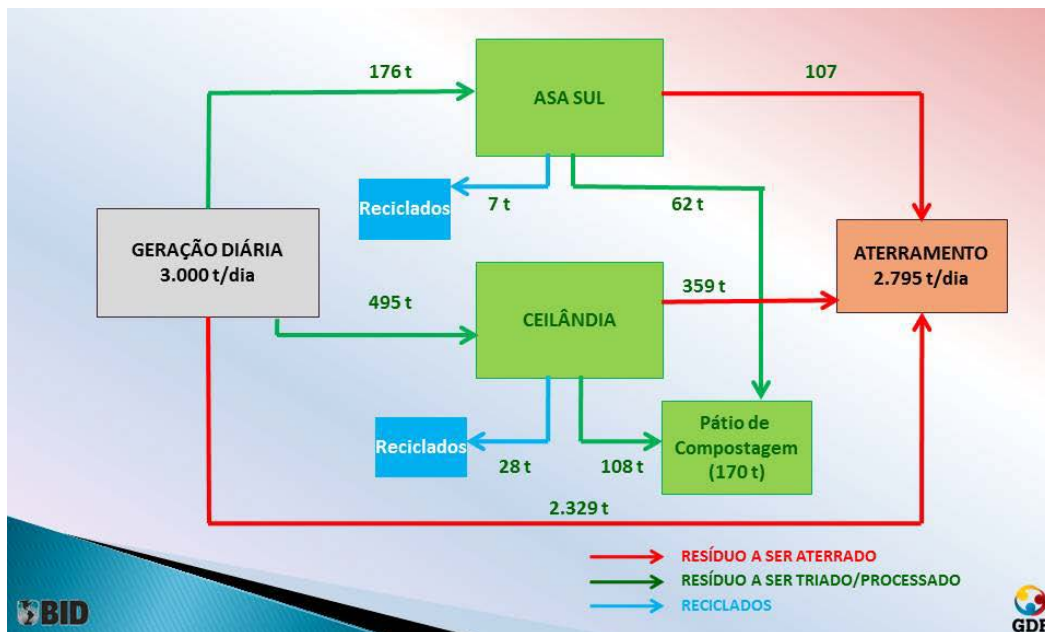 176 t
ASA SUL
107
Reciclados
7 t
62 t
GERAÇÃO DIÁRIA
3.000 t/dia
ATERRAMENTO
2.795 t/dia
495 t
CEILÂNDIA
359 t
Reciclados
28 t
108 t
Pátio de
Compostagem
(170 t)
2.329 t
RESÍDUO A SER ATERRADO
RESÍDUO A SER TRIADO/PROCESSADO
RECICLADOS
BID
GDF